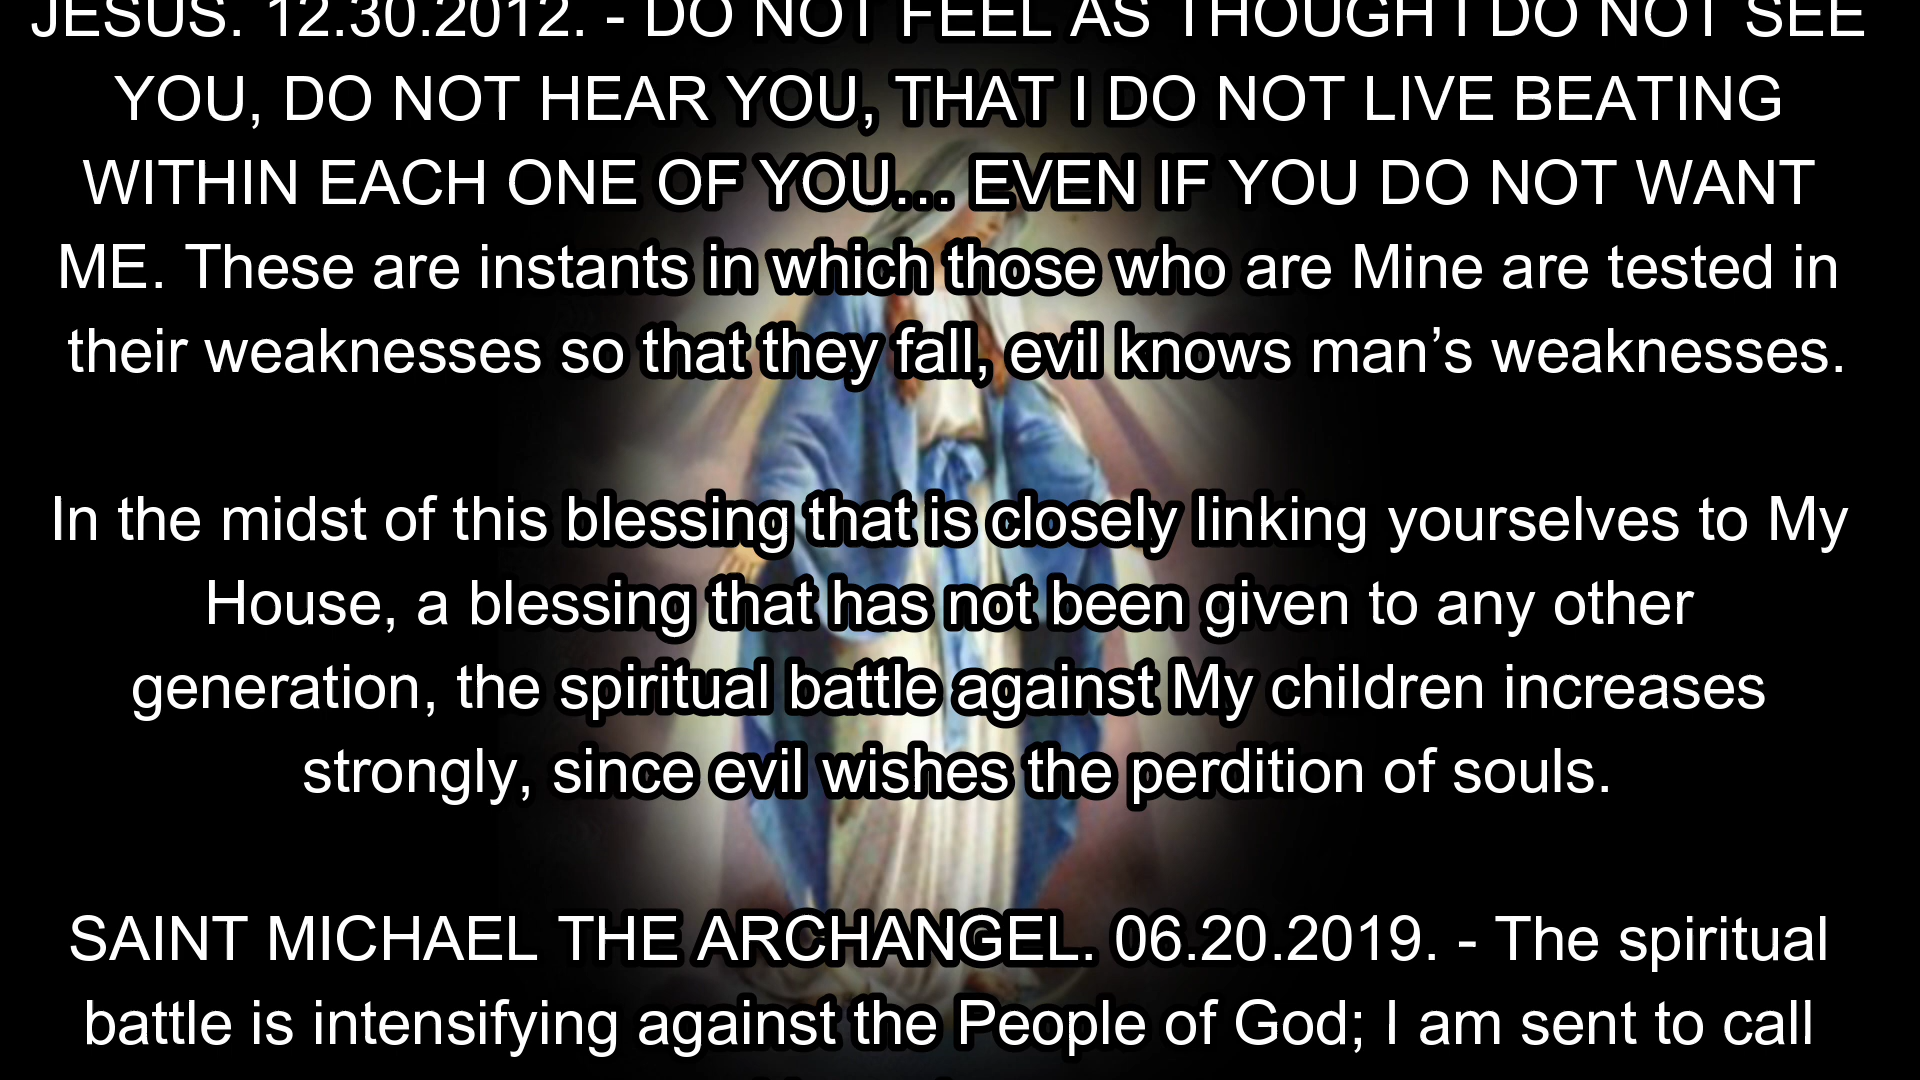 JESUS. 12.30.2012. - DO NOT FEEL AS THOUGH I DO NOT SEE
YOU, DO NOT HEAR YOU, THAT I DO NOT LIVE BEATING
WITHIN EACH ONE OF YOU... EVEN IF YOU DO NOT WANT
ME. These are instants in which those who are Mine are tested in
their weaknesses so that they fall, evil knows man’s weaknesses.
In the midst of this blessing that is closely linking yourselves to My
House, a blessing that has not been given to any other
generation, the spiritual battle against My children increases
strongly, since evil wishes the perdition of souls.
SAINT MICHAEL THE ARCHANGEL. 06.20.2019. - The spiritual
battle is intensifying against the People of God; I am sent to call